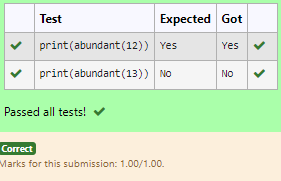 Test Expected Got
print(abundant(12)) Yes Yes
print(abundant(13)) No No
Passed all tests!
Correct
Marks for this submission: 1.00/1.00.